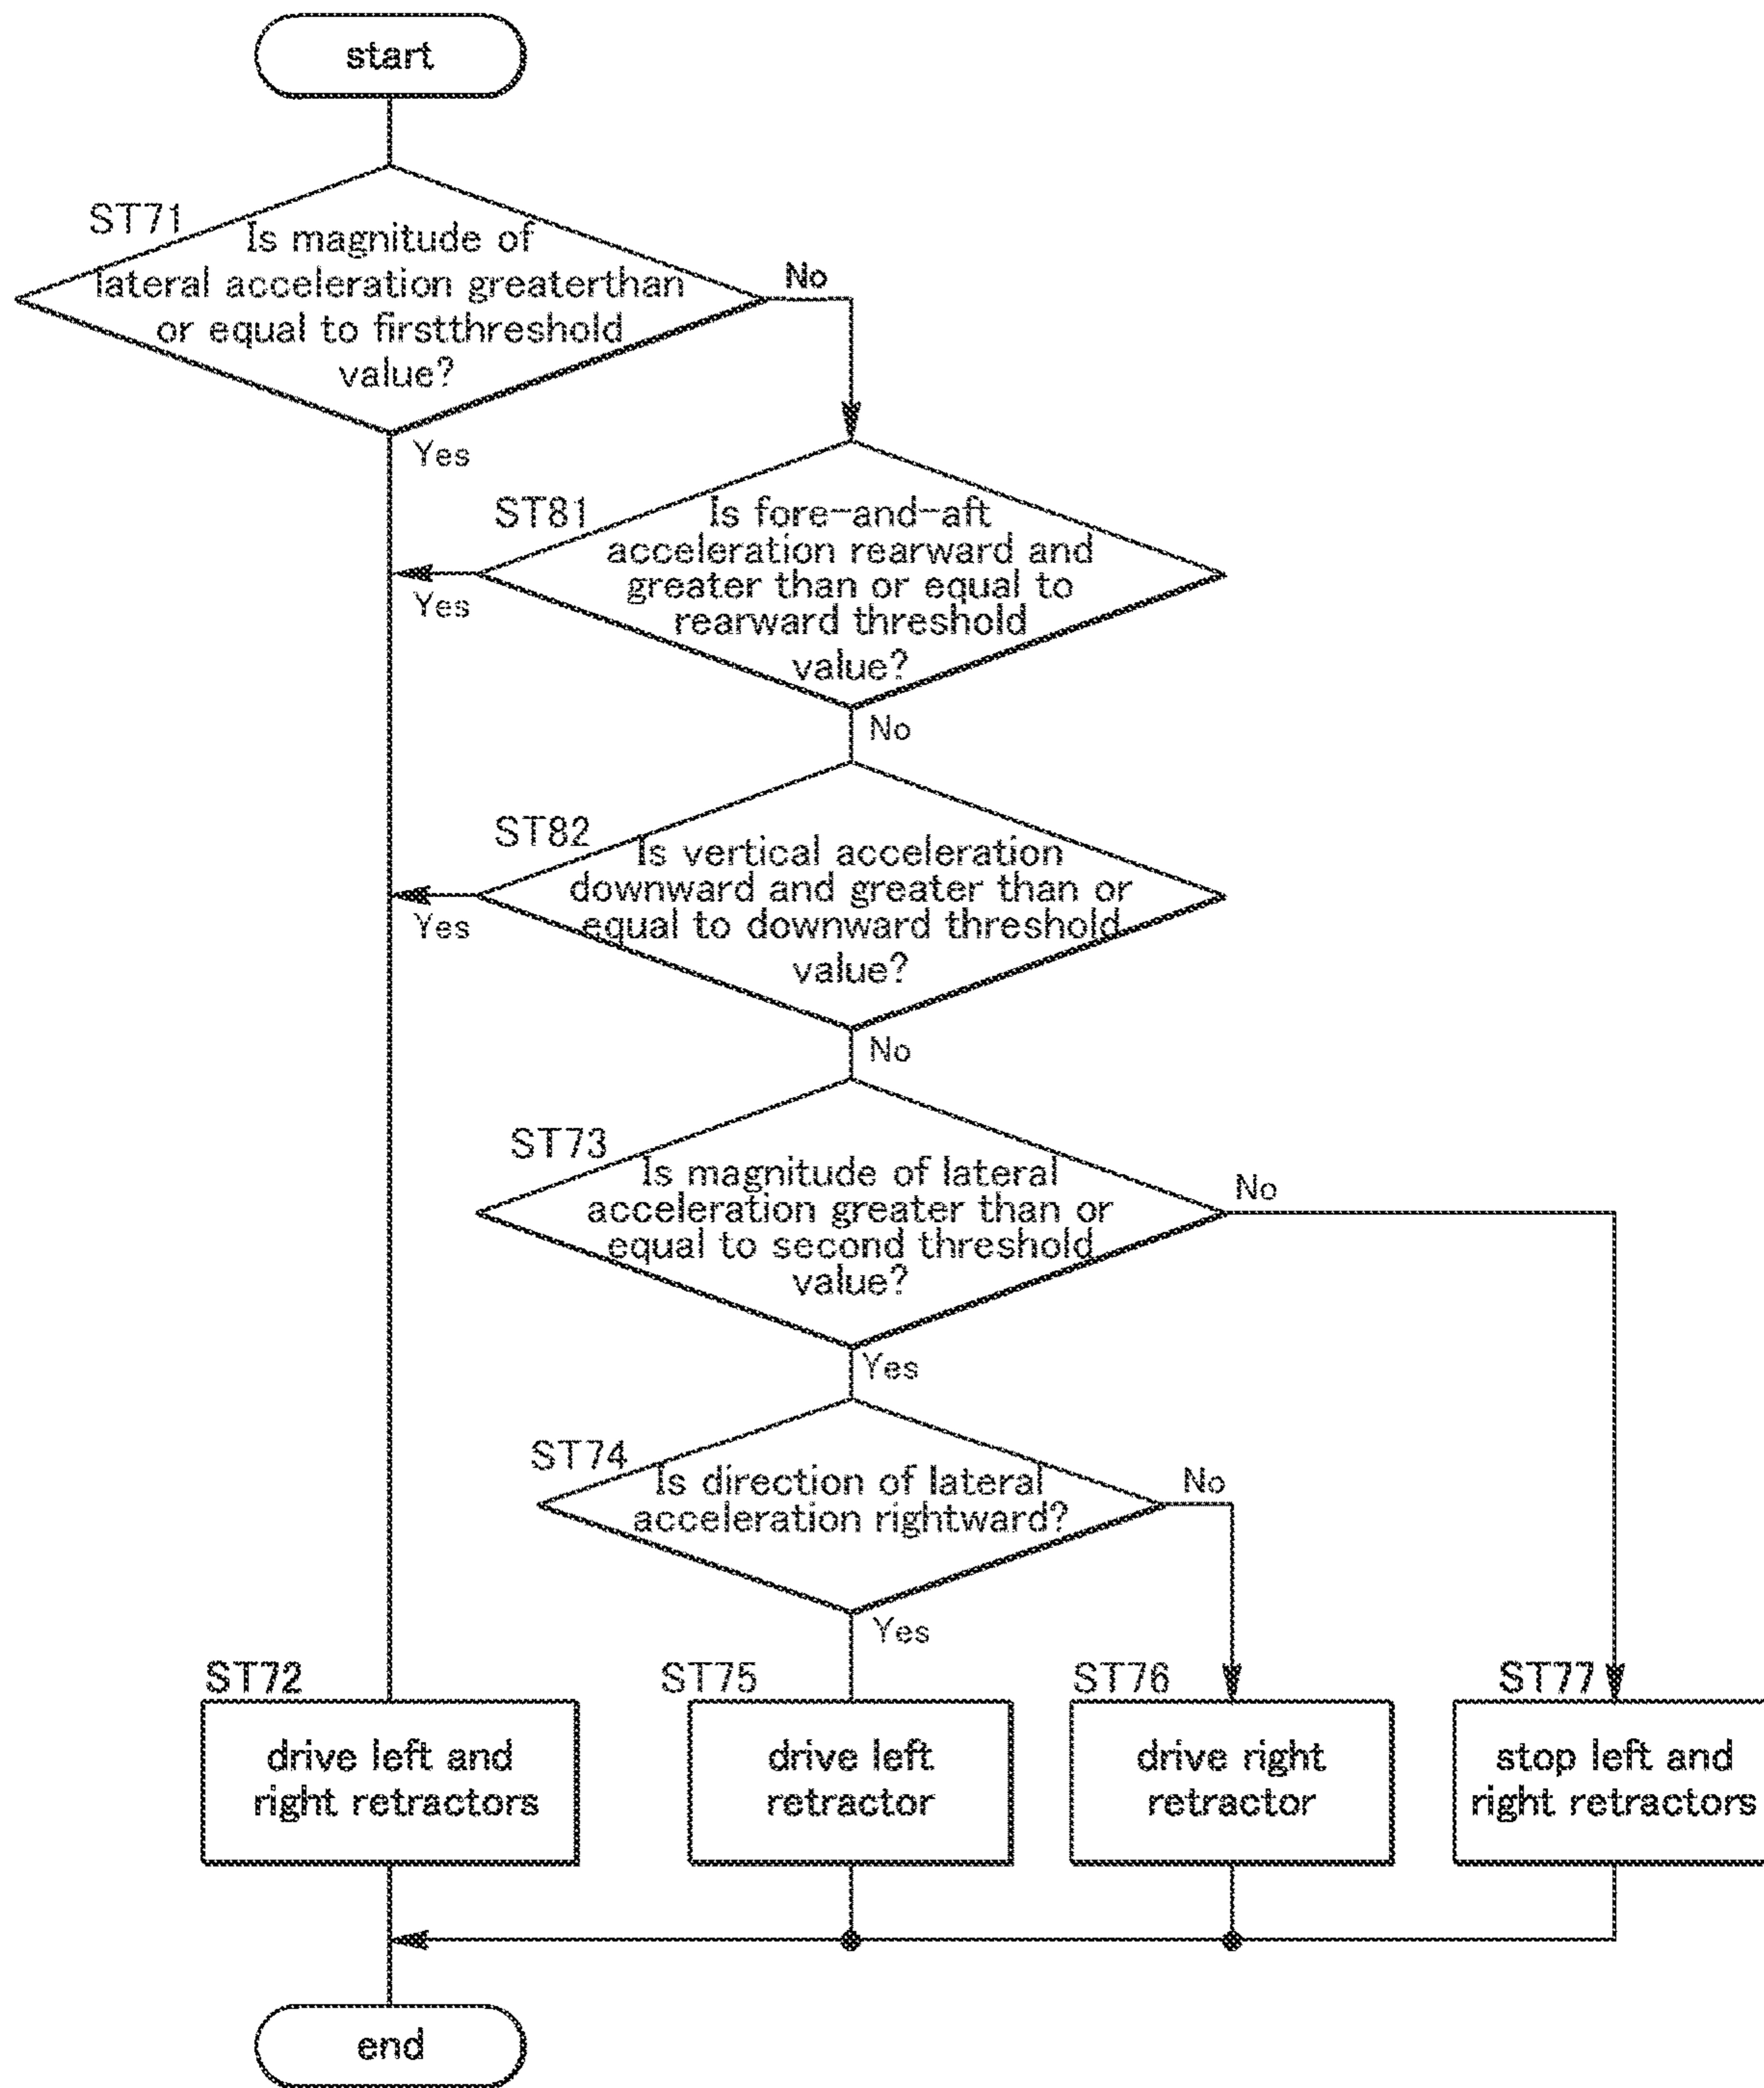 start
ST71
Is magnitude of
lateral acceleration greaterthan
or equal to firstthreshold
value?
No
Yes
ST81
Is fore-and-aft
acceleration rearward and
greater than or equal to
rearward threshold
value?
Yes
No
ST82
Is vertical acceleration
downward and greater than or
equal to downward threshold
value?
Yes
No
ST73
Is magnitude of lateral
acceleration greater than or
equal to second threshold
value?
No
Yes
ST74
Is direction of lateral
acceleration rightward?
No
Yes
ST72
drive left and
right retractors
ST75
drive left
retractor
ST76
drive right
retractor
ST77
stop left and
right retractors
end